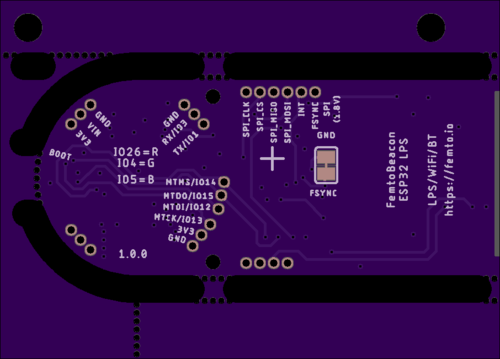 GND
VIN
3V3
BOOT
GND
RX/IO3
TX/IO1
IO26=R
IO4=G
IO5=B
MTMS/IO14
MTDO/IO15
MTDI/IO12
MTCK/IO13
3V3
GND
1.0.0
SPI_CLK
SPI_CS
SPI_MISO
SPI_MOSI
INT
FSYNC
SPI
(1.8V)
GND
FSYNC
FemtoBeacon
ESP32 LPS
LPS/WiFi/BT
https://femto.io